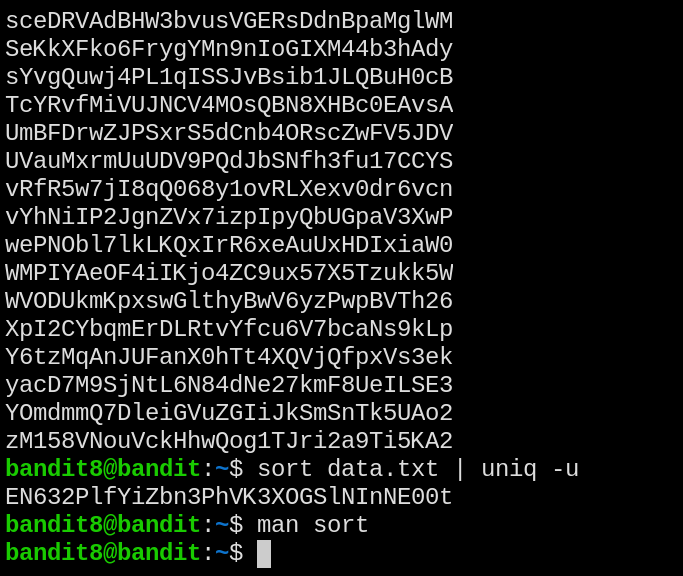 sceDRVAdBHW3bvusVGERsDdnBpaMglWM
SeKkXFko6FrygYMn9nIoGIXM44b3hAdy
sYvgQuwj4PL1qISSJvBsib1JLQBuH0cB
TcYRvfMiVUJNCV4MOsQBN8XHBc0EAvsA
UmBFDrwZJPSxrS5dCnb4ORscZwFV5JDV
UVauMxrmUuUDV9PQdJbSNfh3fu17CCYS
vRfR5w7jI8qQ068y1ovRLXexv0dr6vcn
vYhNiIP2JgnZVx7izpIpyQbUGpaV3XwP
wePNObl7lkLKQxIrR6xeAuUxHDIxiaW0
WMPIYAeOF4iIKjo4ZC9ux57X5Tzukk5W
WVODUkmKpxswGlthyBwV6yzPwpBVTh26
XpI2CYbqmErDLRtvYfcu6V7bcaNs9kLp
Y6tzMqAnJUFanX0hTt4XQVjQfpxVs3ek
yacD7M9SjNtL6N84dNe27kmF8UeILSE3
YOmdmmQ7DleiGVuZGIiJkSmSnTk5UAo2
zM158VNouVckHhwQog1TJri2a9Ti5KA2
bandit8@bandit:~$ sort data.txt | uniq -u
EN632PlfYiZbn3PhVK3XOGSlNInNE00t
bandit8@bandit:~$ man sort
bandit8@bandit:~$